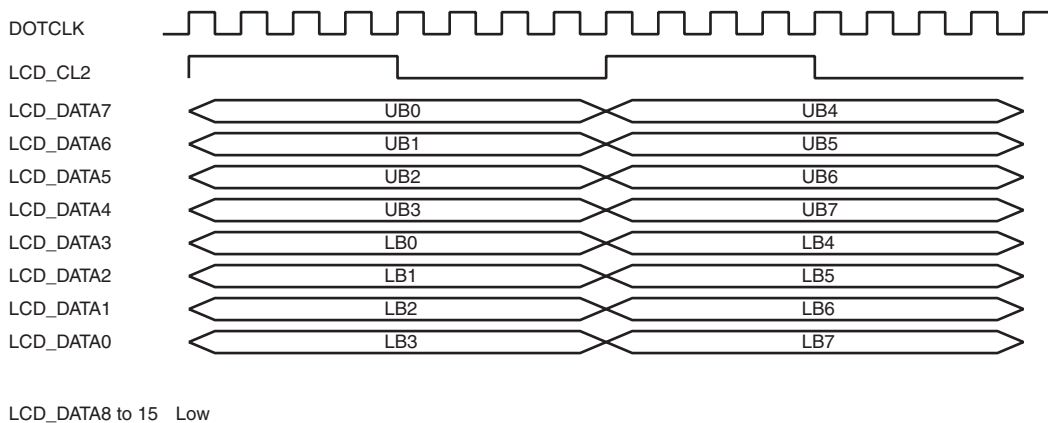 DOTCLK
LCD_CL2
LCD_DATA7 UB0 UB4
LCD_DATA6 UB1 UB5
LCD_DATA5 UB2 UB6
LCD_DATA4 UB3 UB7
LCD_DATA3 LB0 LB4
LCD_DATA2 LB1 LB5
LCD_DATA1 LB2 LB6
LCD_DATA0 LB3 LB7
LCD_DATA8 to 15 Low